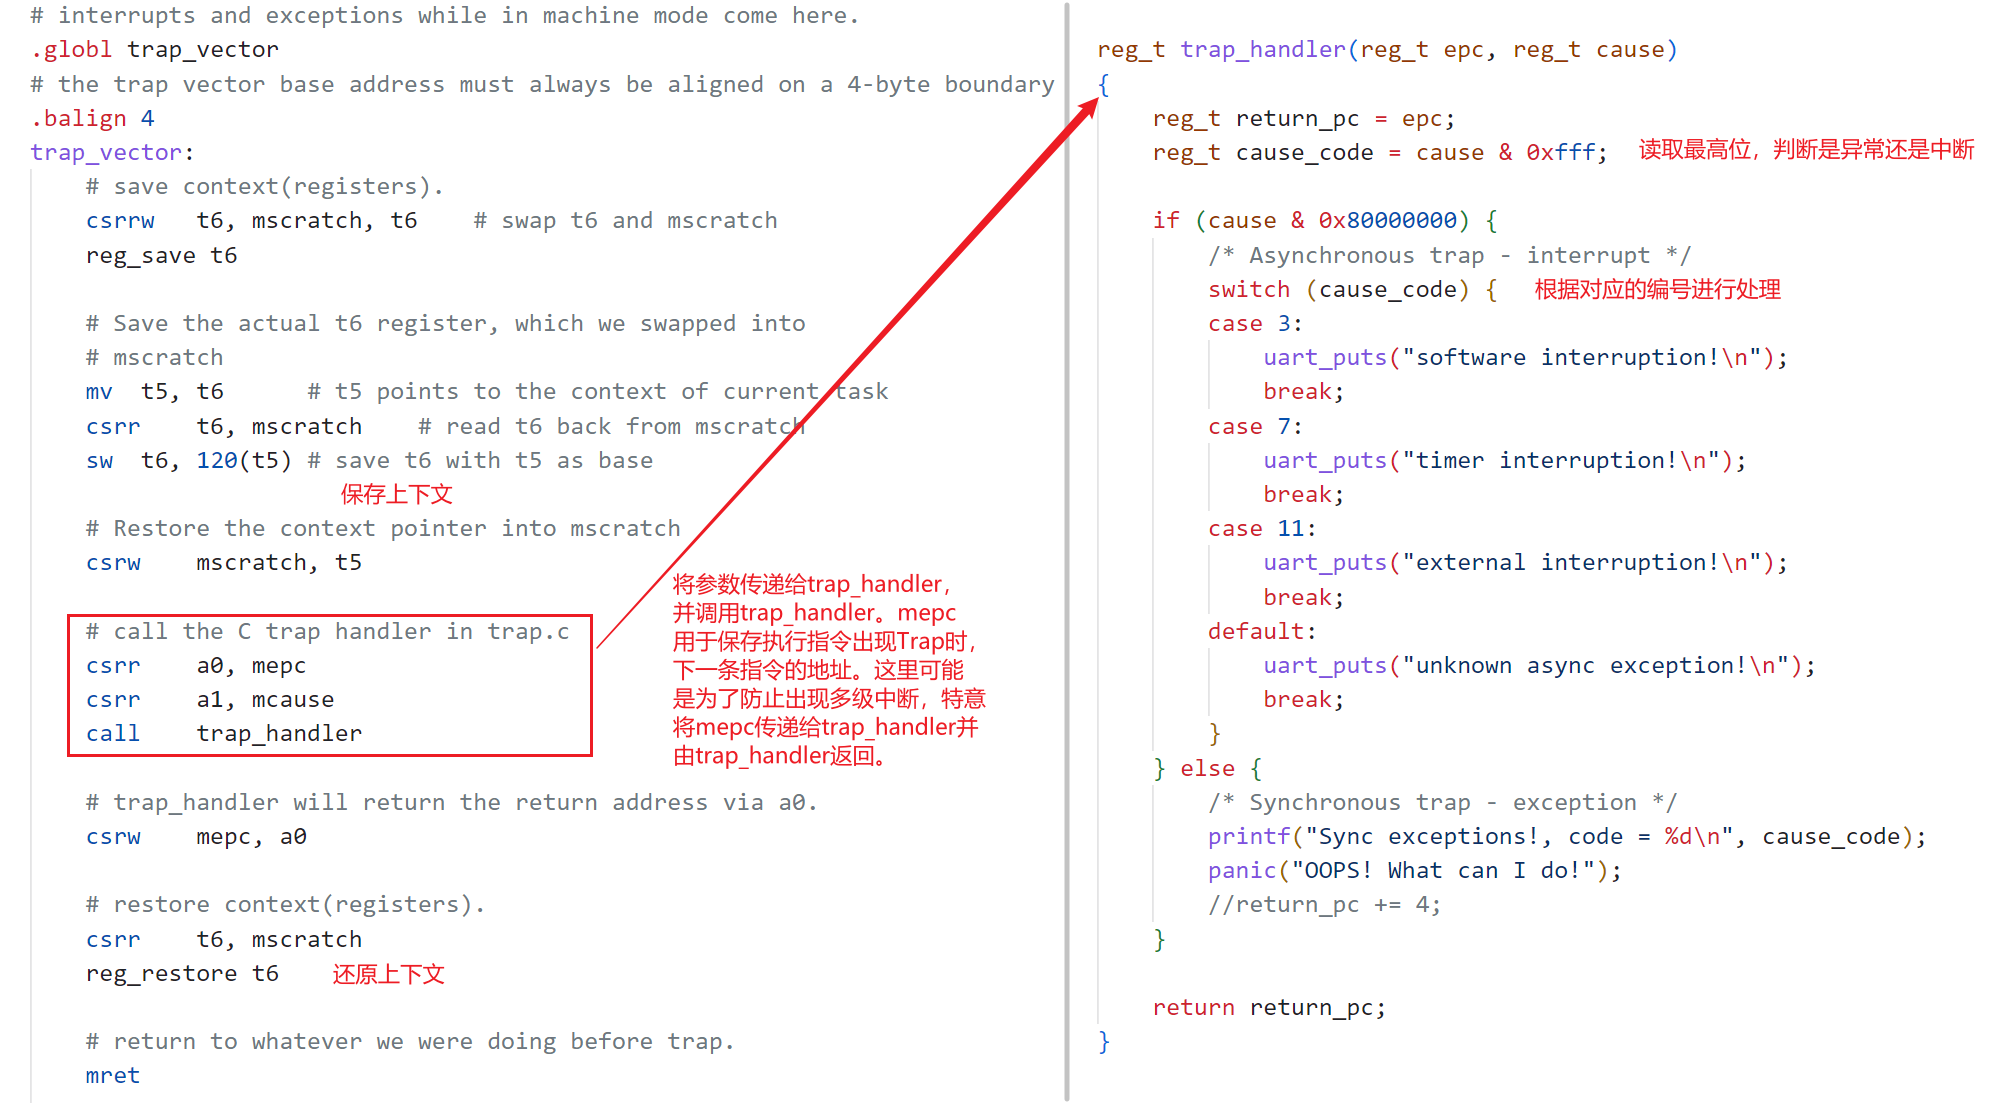 # interrupts and exceptions while in machine mode come here.
.globl trap_vector
# the trap vector base address must always be aligned on a 4-byte boundary
.balign 4
trap_vector:
# save context(registers).
csrrw t6, mscratch, t6 # swap t6 and mscratch
reg_save t6
# Save the actual t6 register, which we swapped into
# mscratch
mv t5, t6 # t5 points to the context of current task
csrr t6, mscratch # read t6 back from mscratch
sw t6, 120(t5) # save t6 with t5 as base
保存上下文
# Restore the context pointer into mscratch
csrw mscratch, t5
# call the C trap handler in trap.c
csrr a0, mepc
csrr a1, mcause
call trap_handler
将参数传递给trap_handler，
并调用trap_handler。mepc
用于保存执行指令出现Trap时，
下一条指令的地址。这里可能
是为了防止出现多级中断，特意
将mepc传递给trap_handler并
由trap_handler返回。
# trap_handler will return the return address via a0.
csrw mepc, a0
# restore context(registers).
csrr t6, mscratch
reg_restore t6 还原上下文
# return to whatever we were doing before trap.
mret
reg_t trap_handler(reg_t epc, reg_t cause)
{
reg_t return_pc = epc;
reg_t cause_code = cause & 0xfff; 读取最高位，判断是异常还是中断
if (cause & 0x80000000) {
/* Asynchronous trap - interrupt */
switch (cause_code) { 根据对应的编号进行处理
case 3:
uart_puts("software interruption!\n");
break;
case 7:
uart_puts("timer interruption!\n");
break;
case 11:
uart_puts("external interruption!\n");
break;
default:
uart_puts("unknown async exception!\n");
break;
}
} else {
/* Synchronous trap - exception */
printf("Sync exceptions!, code = %d\n", cause_code);
panic("OOPS! What can I do!");
//return_pc += 4;
}
return return_pc;
}